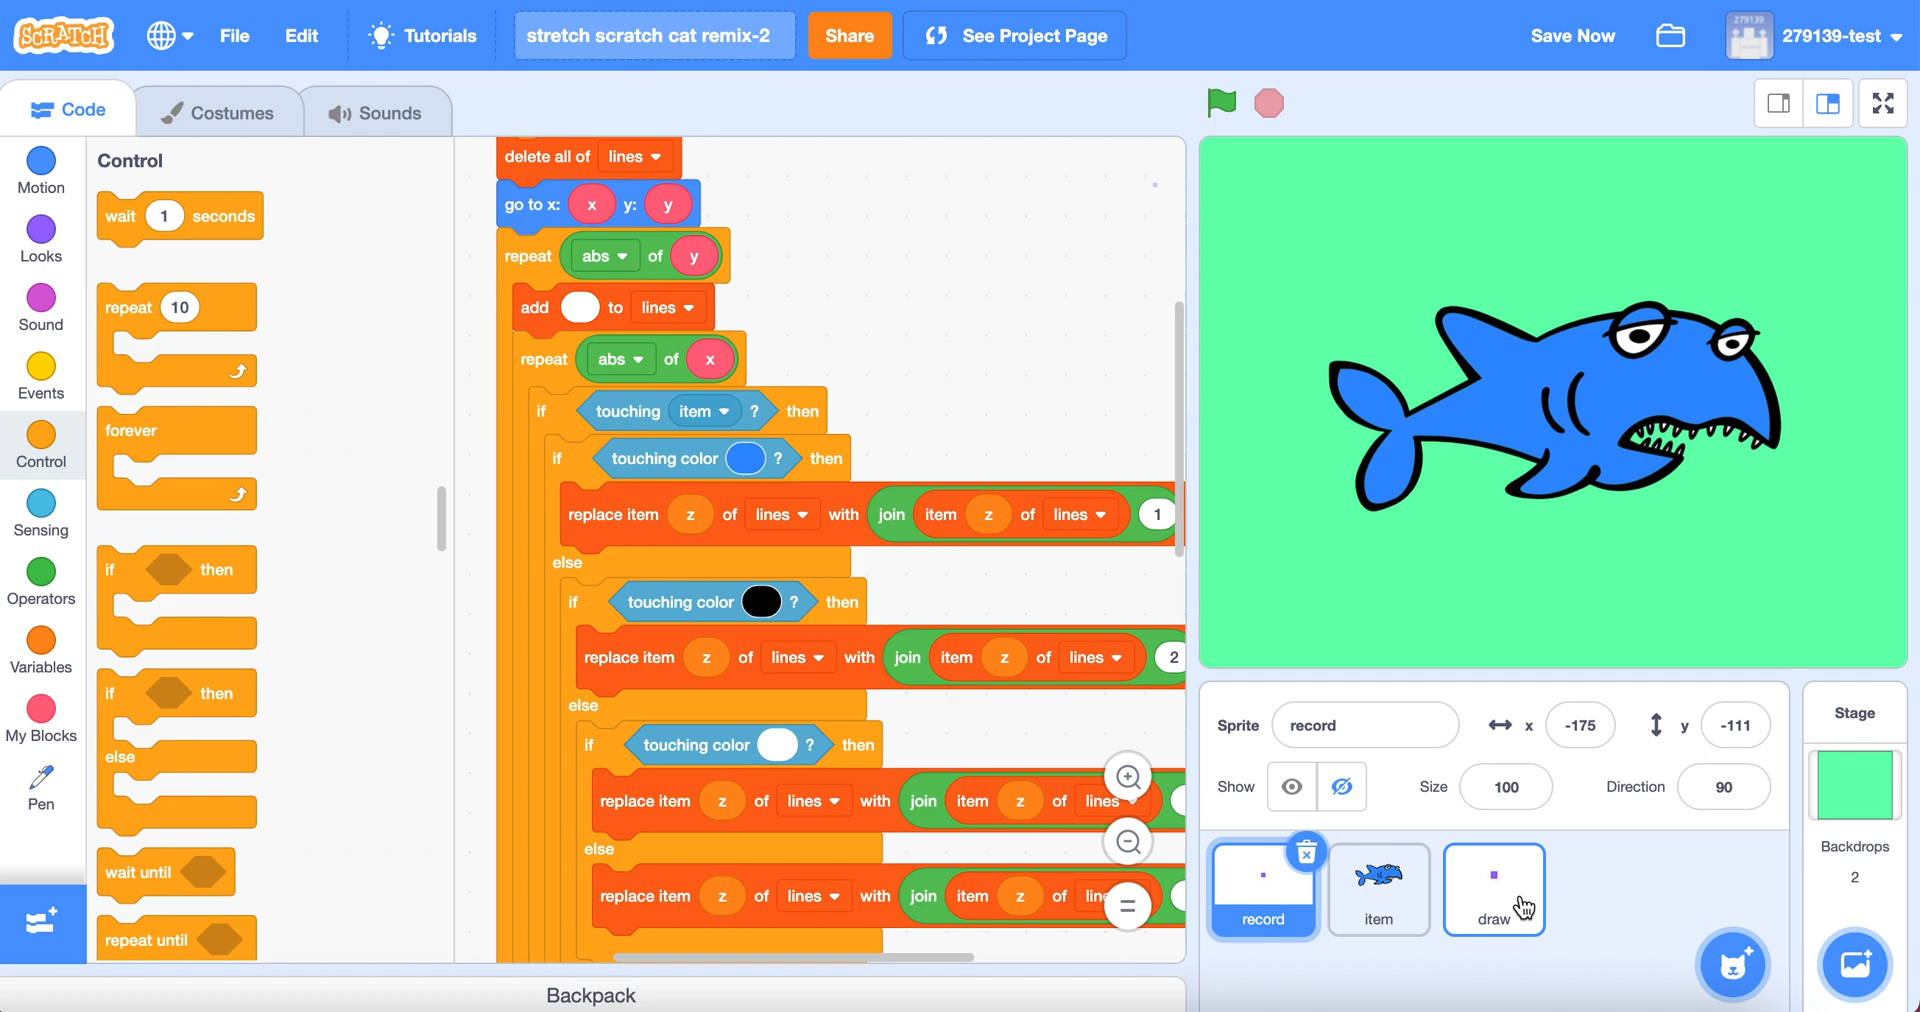 SCRATCH File Edit Tutorials stretch scratch cat remix-2 Share See Project Page Save Now 279139-test
Code Costumes Sounds
Motion
Looks
Sound
Events
Control
Sensing
Operators
Variables
My Blocks
Pen
Control
wait 1 seconds
repeat 10
forever
if then
if then
else
wait until
repeat until
delete all of lines
go to x: x y: y
repeat abs of y
add to lines
repeat abs of x
if touching item ? then
if touching color ? then
replace item z of lines with join item z of lines 1
else
if touching color ? then
replace item z of lines with join item z of lines 2
else
if touching color ? then
replace item z of lines with join item z of lines
else
replace item z of lines with join item z of
Backpack
Sprite record x -175 y -111
Show Size 100 Direction 90
record item draw
Stage
Backdrops
2